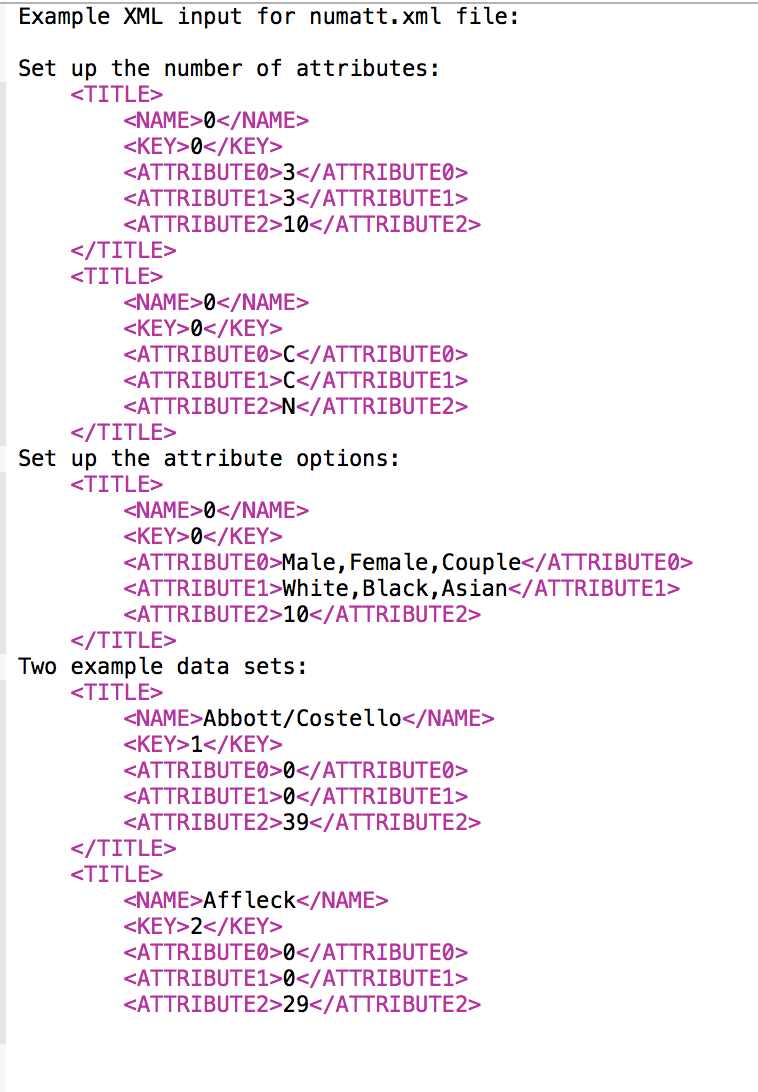 Example XML input for numatt.xml file:
Set up the number of attributes:
<TITLE>
<NAME>0</NAME>
<KEY>0</KEY>
<ATTRIBUTE0>3</ATTRIBUTE0>
<ATTRIBUTE1>3</ATTRIBUTE1>
<ATTRIBUTE2>10</ATTRIBUTE2>
</TITLE>
<TITLE>
<NAME>0</NAME>
<KEY>0</KEY>
<ATTRIBUTE0>C</ATTRIBUTE0>
<ATTRIBUTE1>C</ATTRIBUTE1>
<ATTRIBUTE2>N</ATTRIBUTE2>
</TITLE>
Set up the attribute options:
<TITLE>
<NAME>0</NAME>
<KEY>0</KEY>
<ATTRIBUTE0>Male,Female,Couple</ATTRIBUTE0>
<ATTRIBUTE1>White,Black,Asian</ATTRIBUTE1>
<ATTRIBUTE2>10</ATTRIBUTE2>
</TITLE>
Two example data sets:
<TITLE>
<NAME>Abbott/Costello</NAME>
<KEY>1</KEY>
<ATTRIBUTE0>0</ATTRIBUTE0>
<ATTRIBUTE1>0</ATTRIBUTE1>
<ATTRIBUTE2>39</ATTRIBUTE2>
</TITLE>
<TITLE>
<NAME>Affleck</NAME>
<KEY>2</KEY>
<ATTRIBUTE0>0</ATTRIBUTE0>
<ATTRIBUTE1>0</ATTRIBUTE1>
<ATTRIBUTE2>29</ATTRIBUTE2>